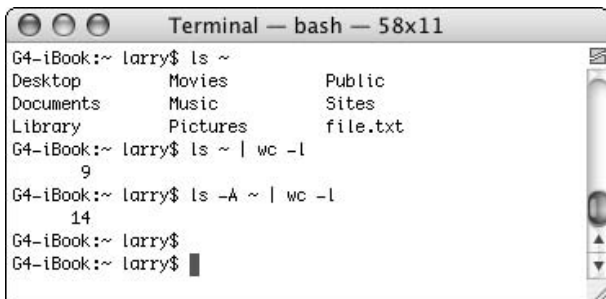 Terminal — bash — 58x11
G4-iBook:~ larry$ ls ~
Desktop Movies Public
Documents Music Sites
Library Pictures file.txt
G4-iBook:~ larry$ ls ~ | wc -l
9
G4-iBook:~ larry$ ls -A ~ | wc -l
14
G4-iBook:~ larry$
G4-iBook:~ larry$